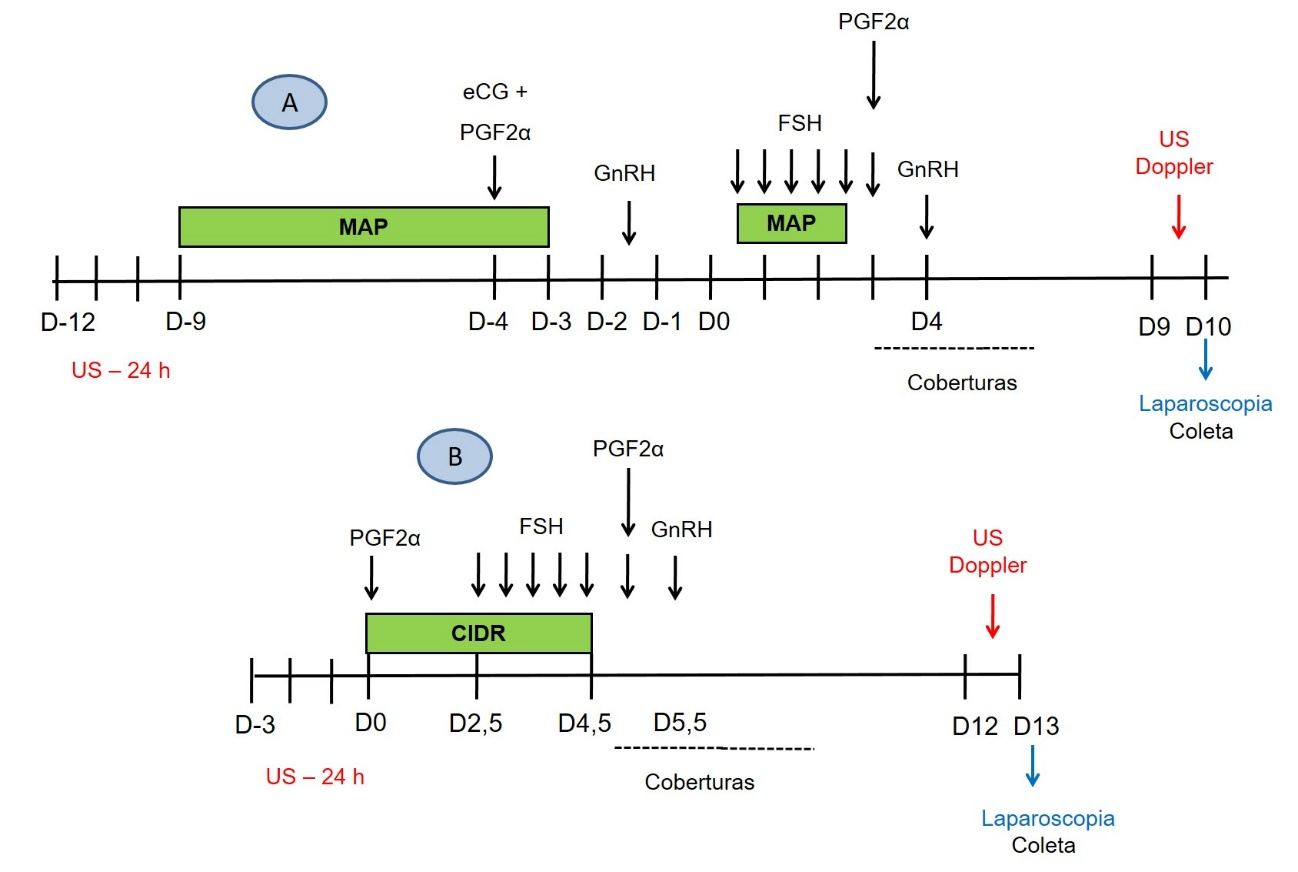 PGF2α
A
eCG +
PGF2α
GnRH
FSH
GnRH
US
Doppler
MAP
MAP
D-12
D-9
D-4
D-3
D-2
D-1
D0
D4
D9
D10
US – 24 h
Coberturas
Laparoscopia
Coleta
B
PGF2α
PGF2α
FSH
GnRH
US
Doppler
CIDR
D-3
D0
D2,5
D4,5
D5,5
D12
D13
US – 24 h
Coberturas
Laparoscopia
Coleta